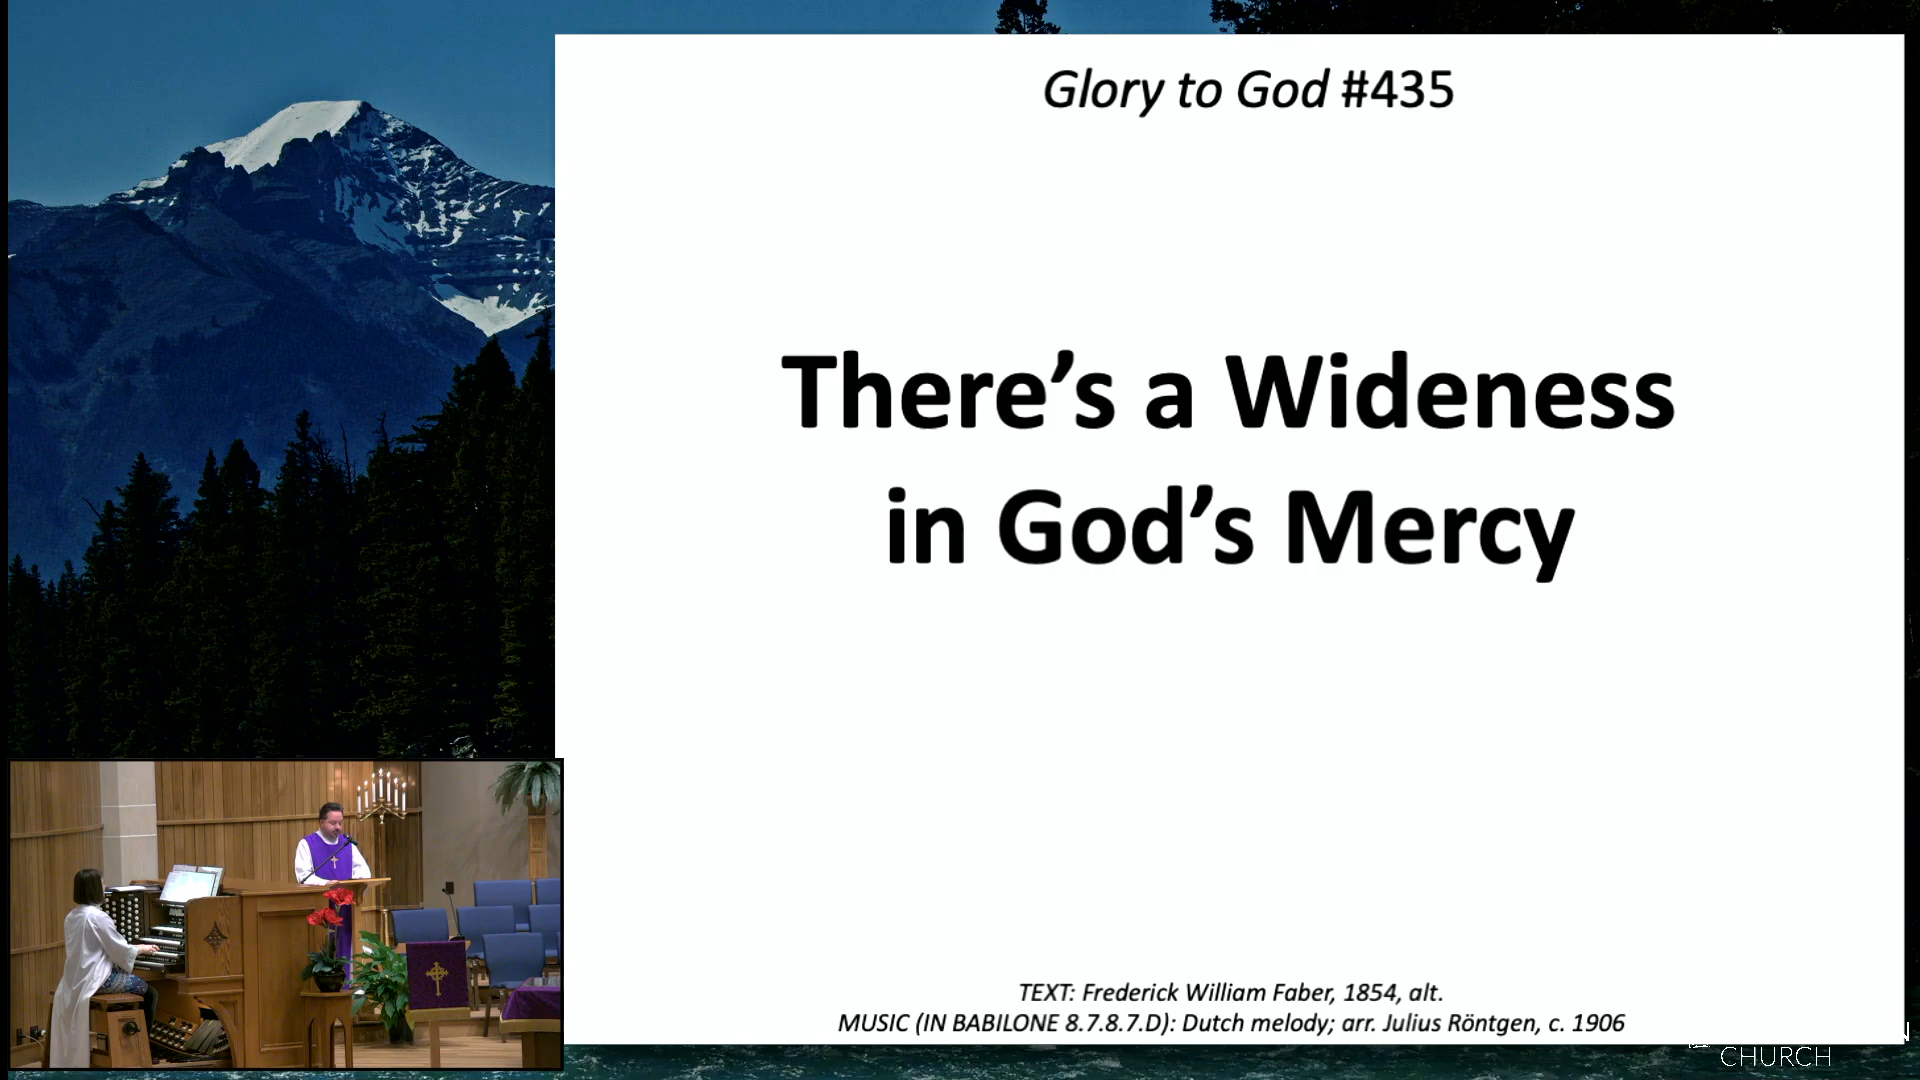 Glory to God #435
There’s a Wideness
in God’s Mercy
TEXT: Frederick William Faber, 1854, alt.
MUSIC (IN BABILONE 8.7.8.7.D): Dutch melody; arr. Julius Röntgen, c. 1906
N
CHURCH